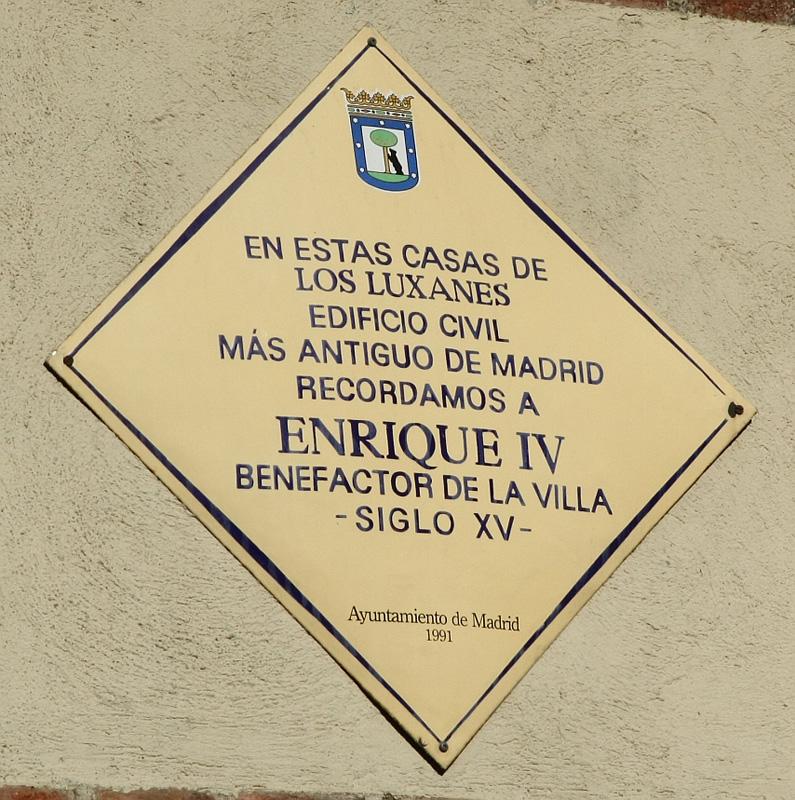 EN ESTAS CASAS DE
LOS LUXANES
EDIFICIO CIVIL
MÁS ANTIGUO DE MADRID
RECORDAMOS A
ENRIQUE IV
BENEFACTOR DE LA VILLA
-SIGLO XV-
Ayuntamiento de Madrid
1991